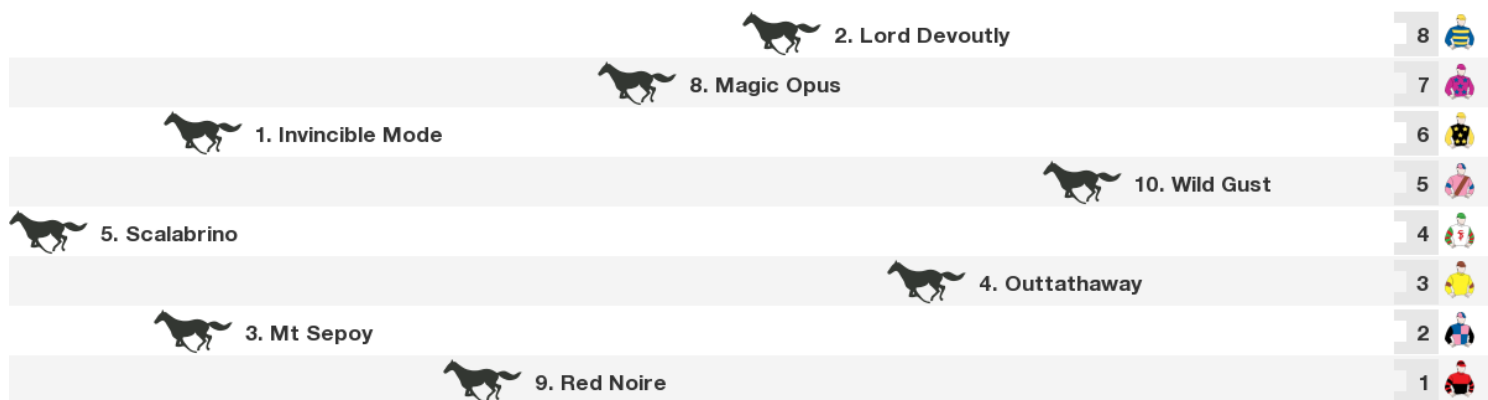 2. Lord Devoutly 8
8. Magic Opus 7
1. Invincible Mode 6
10. Wild Gust 5
5. Scalabrino 4
4. Outtathaway 3
3. Mt Sepoy 2
9. Red Noire 1